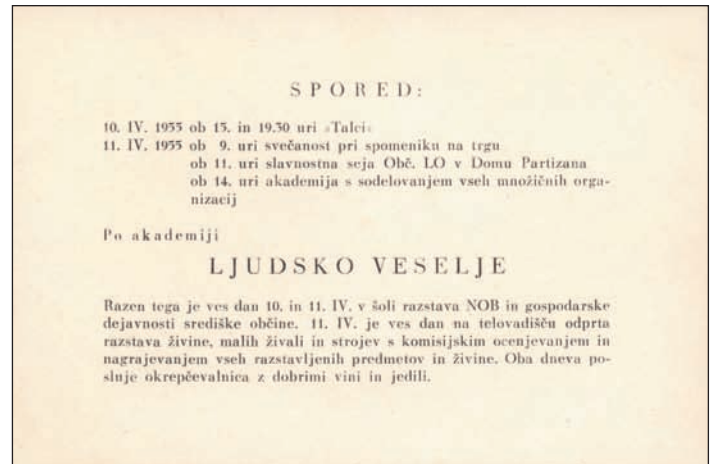 SPORED:
10. IV. 1955 ob 15. in 19.30 uri »Talci«
11. IV. 1955 ob 9. uri svečanost pri spomeniku na trgu
ob 11. uri slavnostna seja Obč. LO v Domu Partizana
ob 14. uri akademija s sodelovanjem vseh množičnih orga-
nizacij
Po akademiji
LJUDSKO VESELJE
Razen tega je ves dan 10. in 11. IV. v šoli razstava NOB in gospodarske
dejavnosti središke občine. 11. IV. je ves dan na telovadišču odprta
razstava živine, malih živali in strojev s komisijskim ocenjevanjem in
nagrajevanjem vseh razstavljenih predmetov in živine. Oba dneva po-
sluje okrepčevalnica z dobrimi vini in jedili.